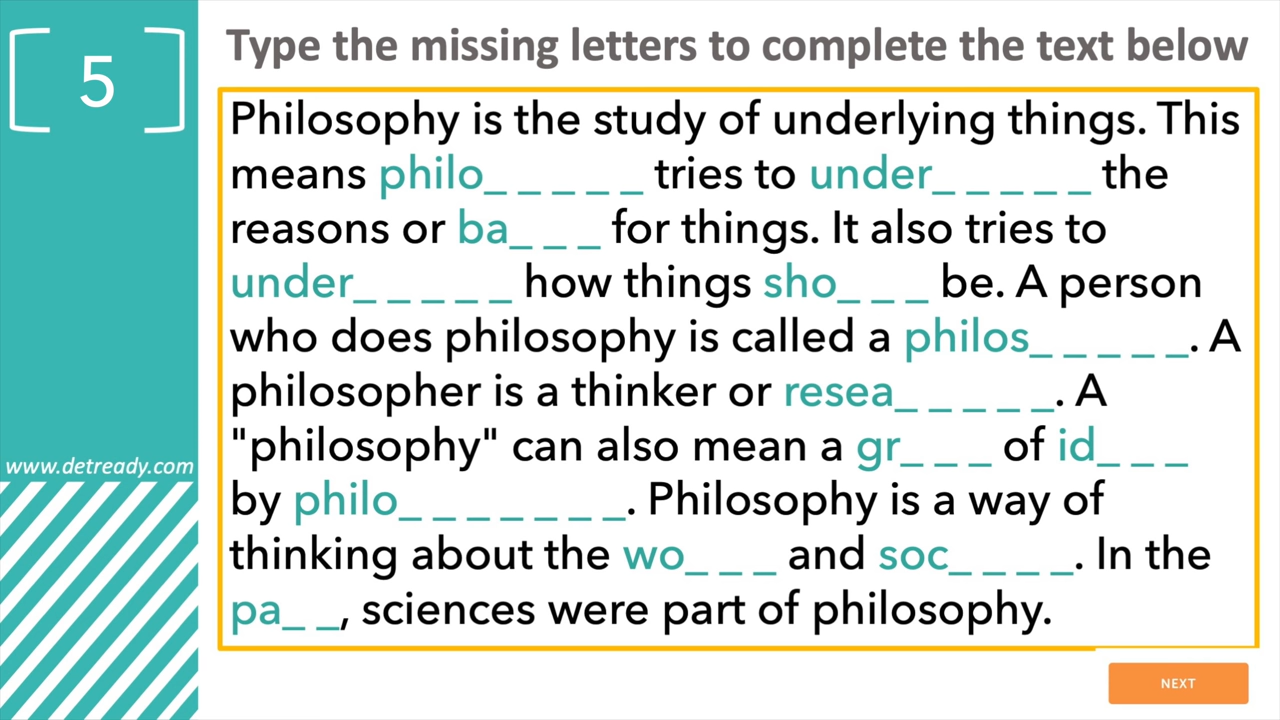 5
Type the missing letters to complete the text below
Philosophy is the study of underlying things. This
means philo_ _ _ _ _ tries to under_ _ _ _ _ the
reasons or ba_ _ _ for things. It also tries to
under_ _ _ _ _ how things sho_ _ _ be. A person
who does philosophy is called a philos_ _ _ _ _. A
philosopher is a thinker or resea_ _ _ _ _. A
"philosophy" can also mean a gr_ _ _ of id_ _ _
by philo_ _ _ _ _ _ _. Philosophy is a way of
thinking about the wo_ _ _ and soc_ _ _ _. In the
pa_ _, sciences were part of philosophy.
www.detready.com
NEXT